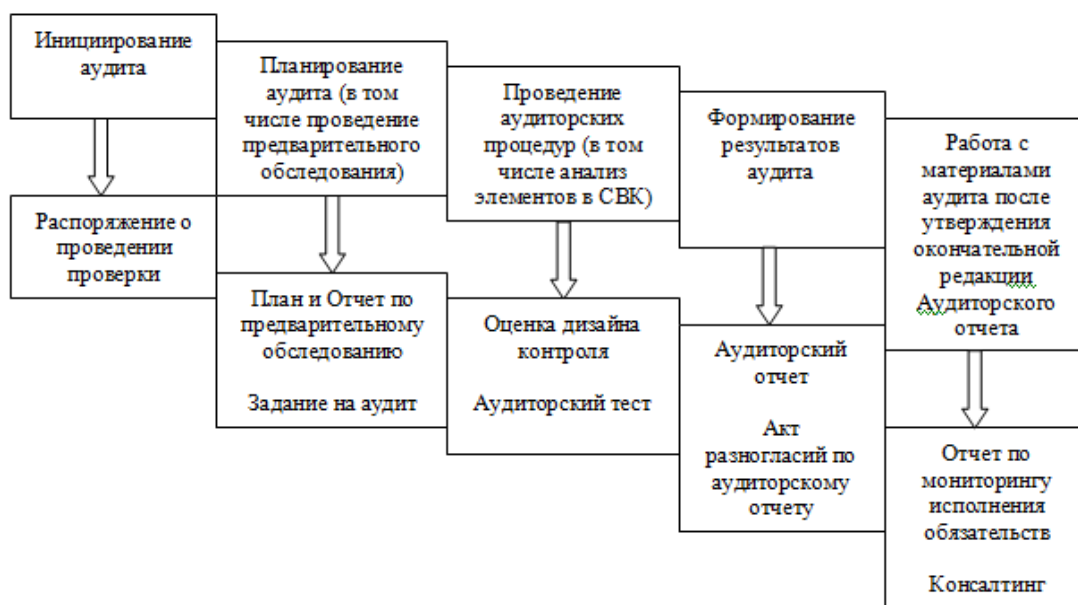 Инициирование
аудита
Распоряжение о
проведении
проверки
Планирование
аудита (в том
числе проведение
предварительного
обследования)
План и Отчет по
предварительному
обследованию
Задание на аудит
Проведение
аудиторских
процедур (в том
числе анализ
элементов в СВК)
Оценка дизайна
контроля
Аудиторский тест
Формирование
результатов
аудита
Аудиторский
отчет
Акт
разногласий по
аудиторскому
отчету
Работа с
материалами
аудита после
утверждения
окончательной
редакции
Аудиторского
отчета
Отчет по
мониторингу
исполнения
обязательств
Консалтинг